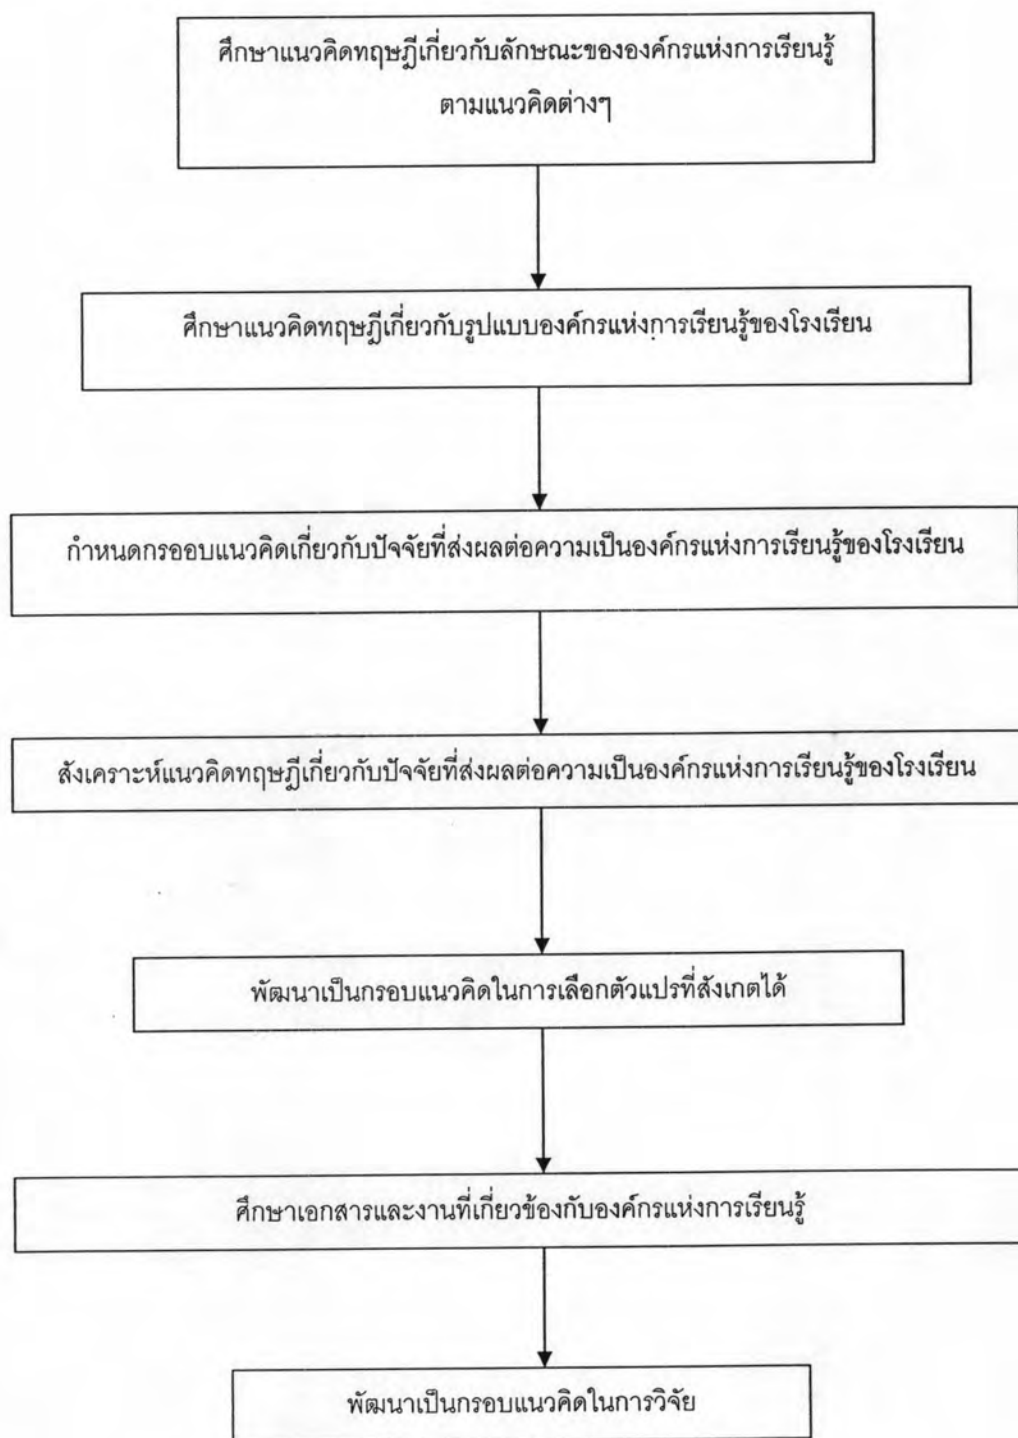 ศึกษาแนวคิดทฤษฎีเกี่ยวกับลักษณะขององค์กรแห่งการเรียนรู้
ตามแนวคิดต่างๆ
ศึกษาแนวคิดทฤษฎีเกี่ยวกับรูปแบบองค์กรแห่งการเรียนรู้ของโรงเรียน
กำหนดกรออบแนวคิดเกี่ยวกับปัจจัยที่ส่งผลต่อความเป็นองค์กรแห่งการเรียนรู้ของโรงเรียน
สังเคราะห์แนวคิดทฤษฎีเกี่ยวกับปัจจัยที่ส่งผลต่อความเป็นองค์กรแห่งการเรียนรู้ของโรงเรียน
พัฒนาเป็นกรอบแนวคิดในการเลือกตัวแปรที่สังเกตได้
ศึกษาเอกสารและงานที่เกี่ยวข้องกับองค์กรแห่งการเรียนรู้
พัฒนาเป็นกรอบแนวคิดในการวิจัย